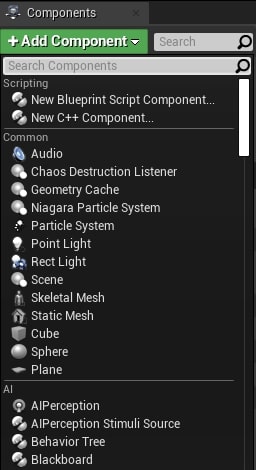 Components
+ Add Component
Search
Search Components
Scripting
New Blueprint Script Component...
New C++ Component...
Common
Audio
Chaos Destruction Listener
Geometry Cache
Niagara Particle System
Particle System
Point Light
Rect Light
Scene
Skeletal Mesh
Static Mesh
Cube
Sphere
Plane
AI
AIPerception
AIPerception Stimuli Source
Behavior Tree
Blackboard